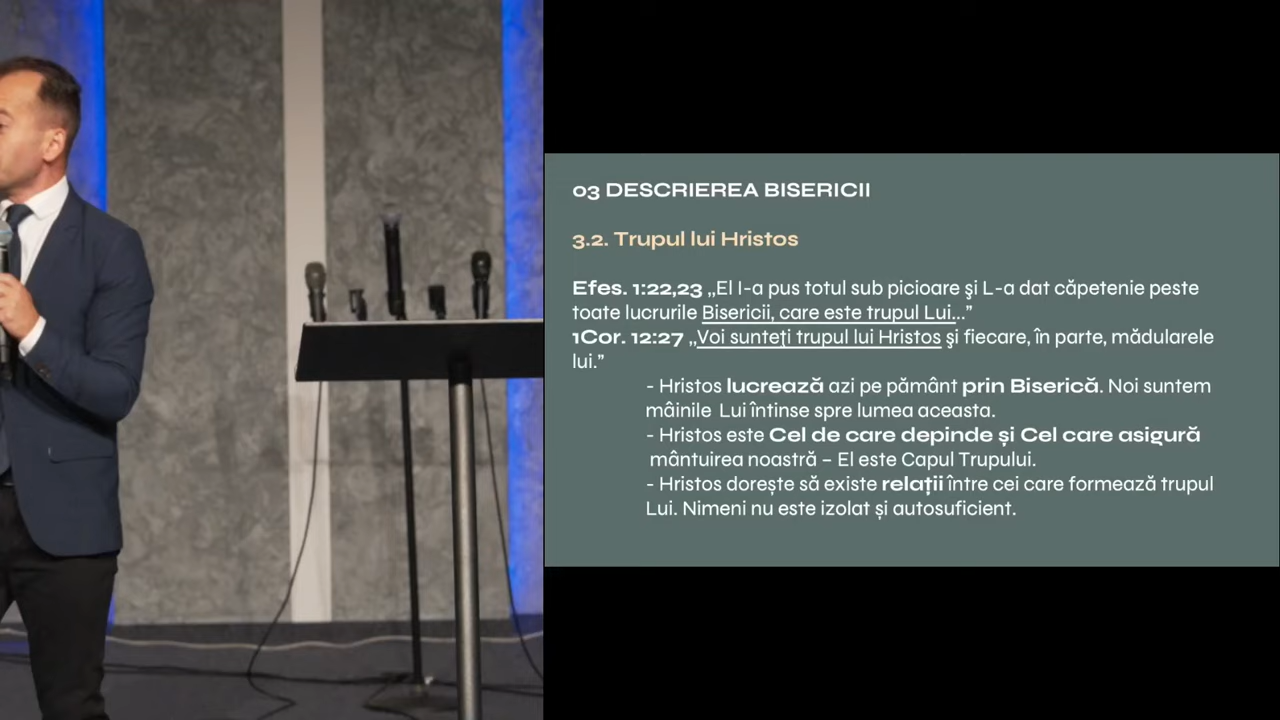 03 DESCRIEREA BISERICII
3.2. Trupul lui Hristos
Efes. 1:22,23 „El I-a pus totul sub picioare şi L-a dat căpetenie peste
toate lucrurile Bisericii, care este trupul Lui...”
1Cor. 12:27 „Voi sunteţi trupul lui Hristos şi fiecare, în parte, mădularele
lui.”
- Hristos lucrează azi pe pământ prin Biserică. Noi suntem
mâinile Lui întinse spre lumea aceasta.
- Hristos este Cel de care depinde și Cel care asigură
mântuirea noastră – El este Capul Trupului.
- Hristos dorește să existe relații între cei care formează trupul
Lui. Nimeni nu este izolat și autosuficient.